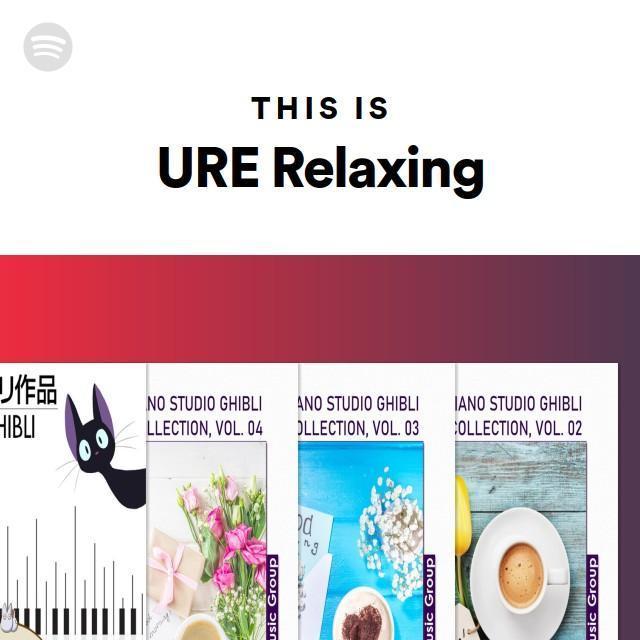 THIS IS
URE Relaxing
リ作品
HIBLI
ANO STUDIO GHIBLI
LLECTION, VOL. 04
ANO STUDIO GHIBLI
OLLECTION, VOL. 03
IANO STUDIO GHIBLI
COLLECTION, VOL. 02
usic Group
usic Group
usic Group